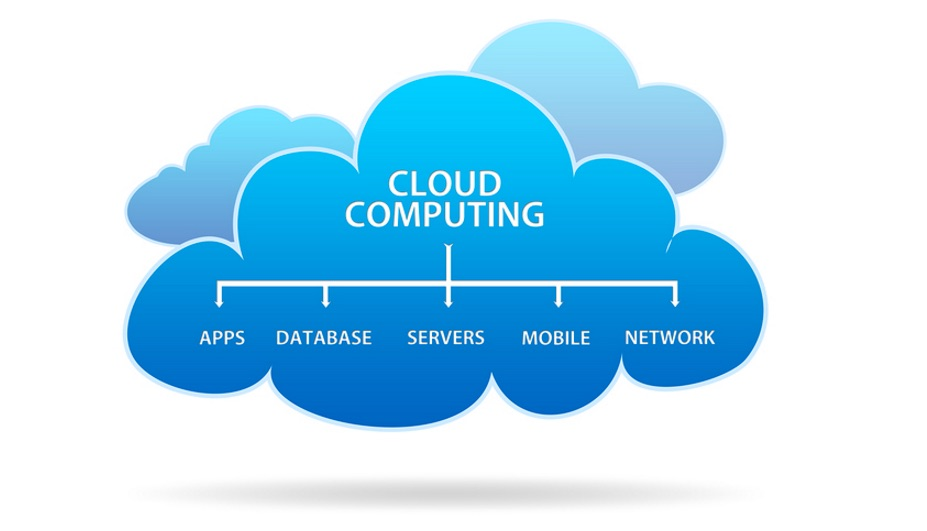 CLOUD
COMPUTING
APPS DATABASE SERVERS MOBILE NETWORK